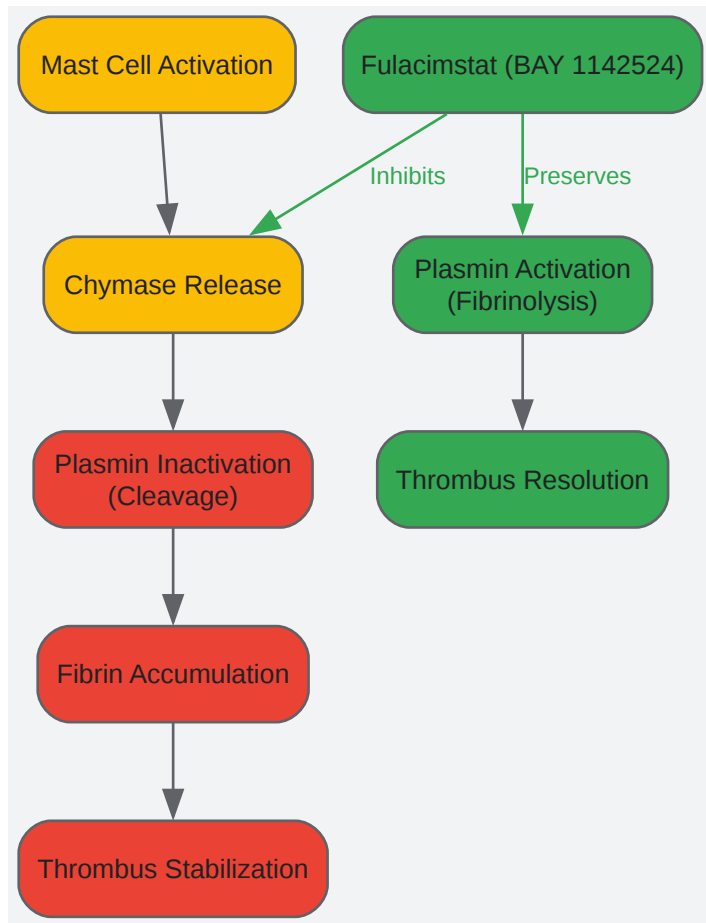 Mast Cell Activation
Fulacimstat (BAY 1142524)
Inhibits
Preserves
Chymase Release
Plasmin Activation
(Fibrinolysis)
Plasmin Inactivation
(Cleavage)
Thrombus Resolution
Fibrin Accumulation
Thrombus Stabilization